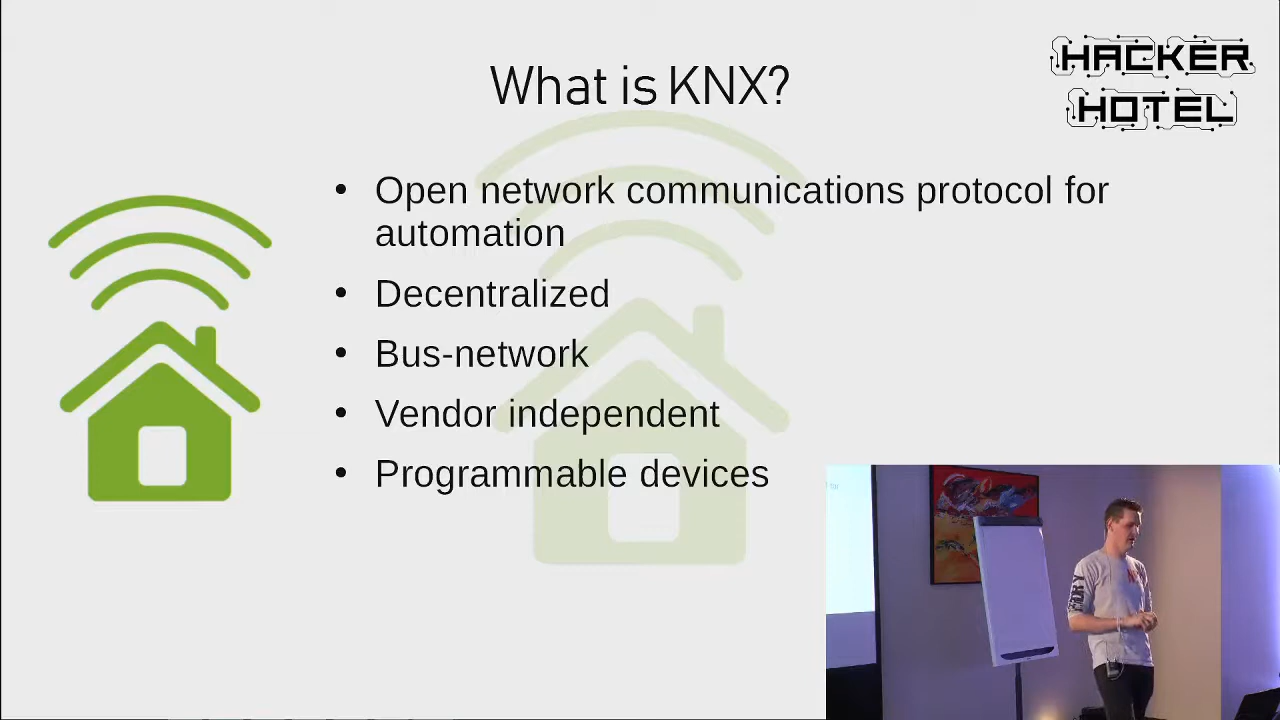 HACKER
HOTEL
What is KNX?
• Open network communications protocol for
automation
• Decentralized
• Bus-network
• Vendor independent
• Programmable devices